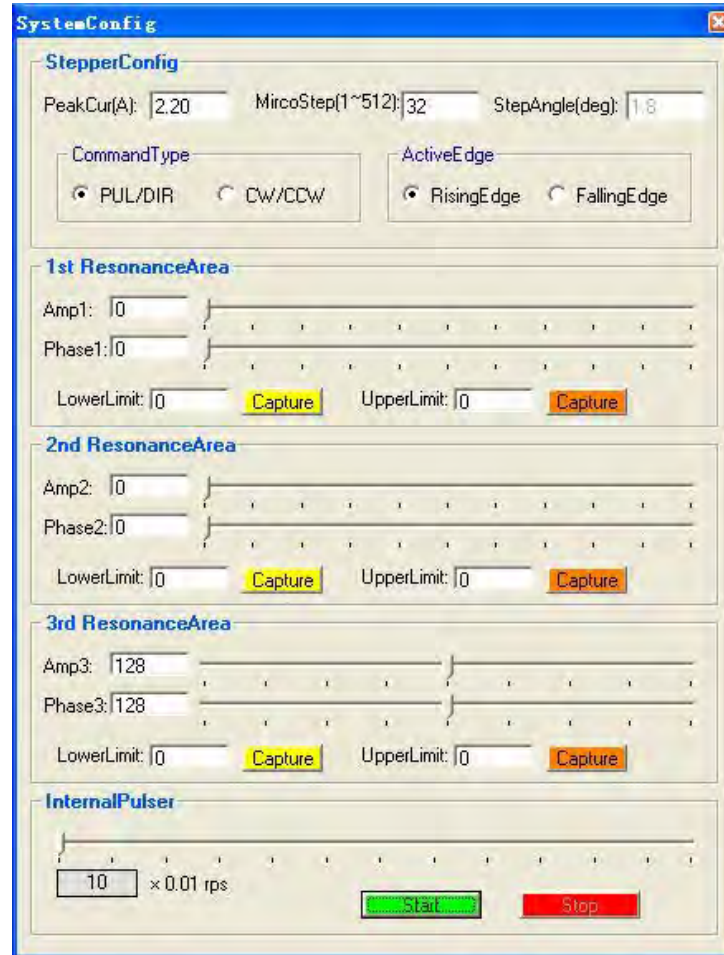 SystemConfig
StepperConfig
PeakCur(A): 2.20 MircoStep(1~512): 32 StepAngle(deg): 1.8
CommandType ActiveEdge
PUL/DIR CW/CCW RisingEdge FallingEdge
1st ResonanceArea
Amp1: 0
Phase1: 0
LowerLimit: 0 Capture UpperLimit: 0 Capture
2nd ResonanceArea
Amp2: 0
Phase2: 0
LowerLimit: 0 Capture UpperLimit: 0 Capture
3rd ResonanceArea
Amp3: 128
Phase3: 128
LowerLimit: 0 Capture UpperLimit: 0 Capture
InternalPulser
10 × 0.01 rps
Start Stop